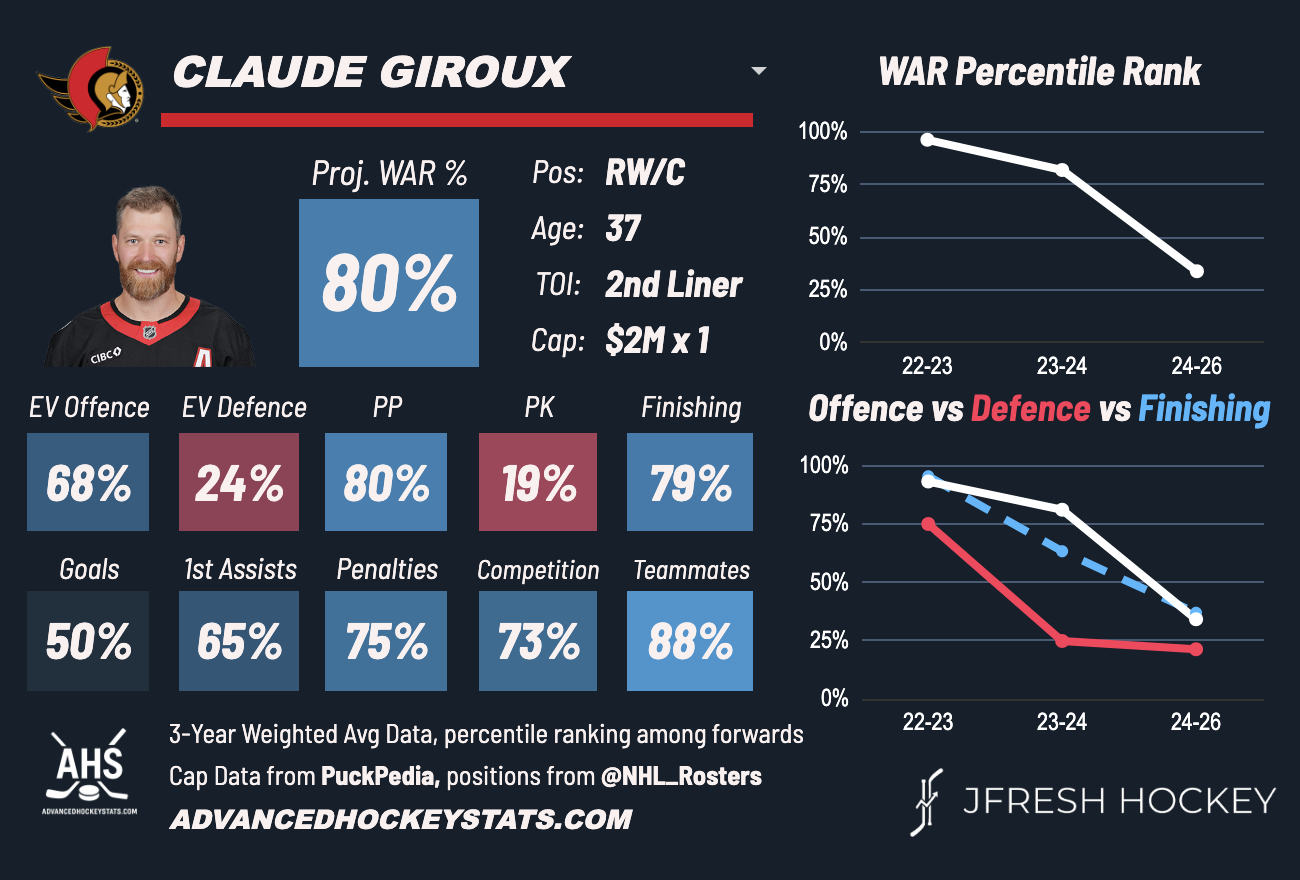 CLAUDE GIROUX
Proj. WAR %
80%
Pos: RW/C
Age: 37
TOI: 2nd Liner
Cap: $2M x 1
CIBC
A
EV Offence EV Defence PP PK Finishing
68% 24% 80% 19% 79%
Goals 1st Assists Penalties Competition Teammates
50% 65% 75% 73% 88%
WAR Percentile Rank
100%
75%
50%
25%
0%
22-23 23-24 24-26
Offence vs Defence vs Finishing
100%
75%
50%
25%
0%
22-23 23-24 24-26
AHS
ADVANCEDHOCKEYSTATS.COM
3-Year Weighted Avg Data, percentile ranking among forwards
Cap Data from PuckPedia, positions from @NHL_Rosters
ADVANCEDHOCKEYSTATS.COM
JFRESH HOCKEY